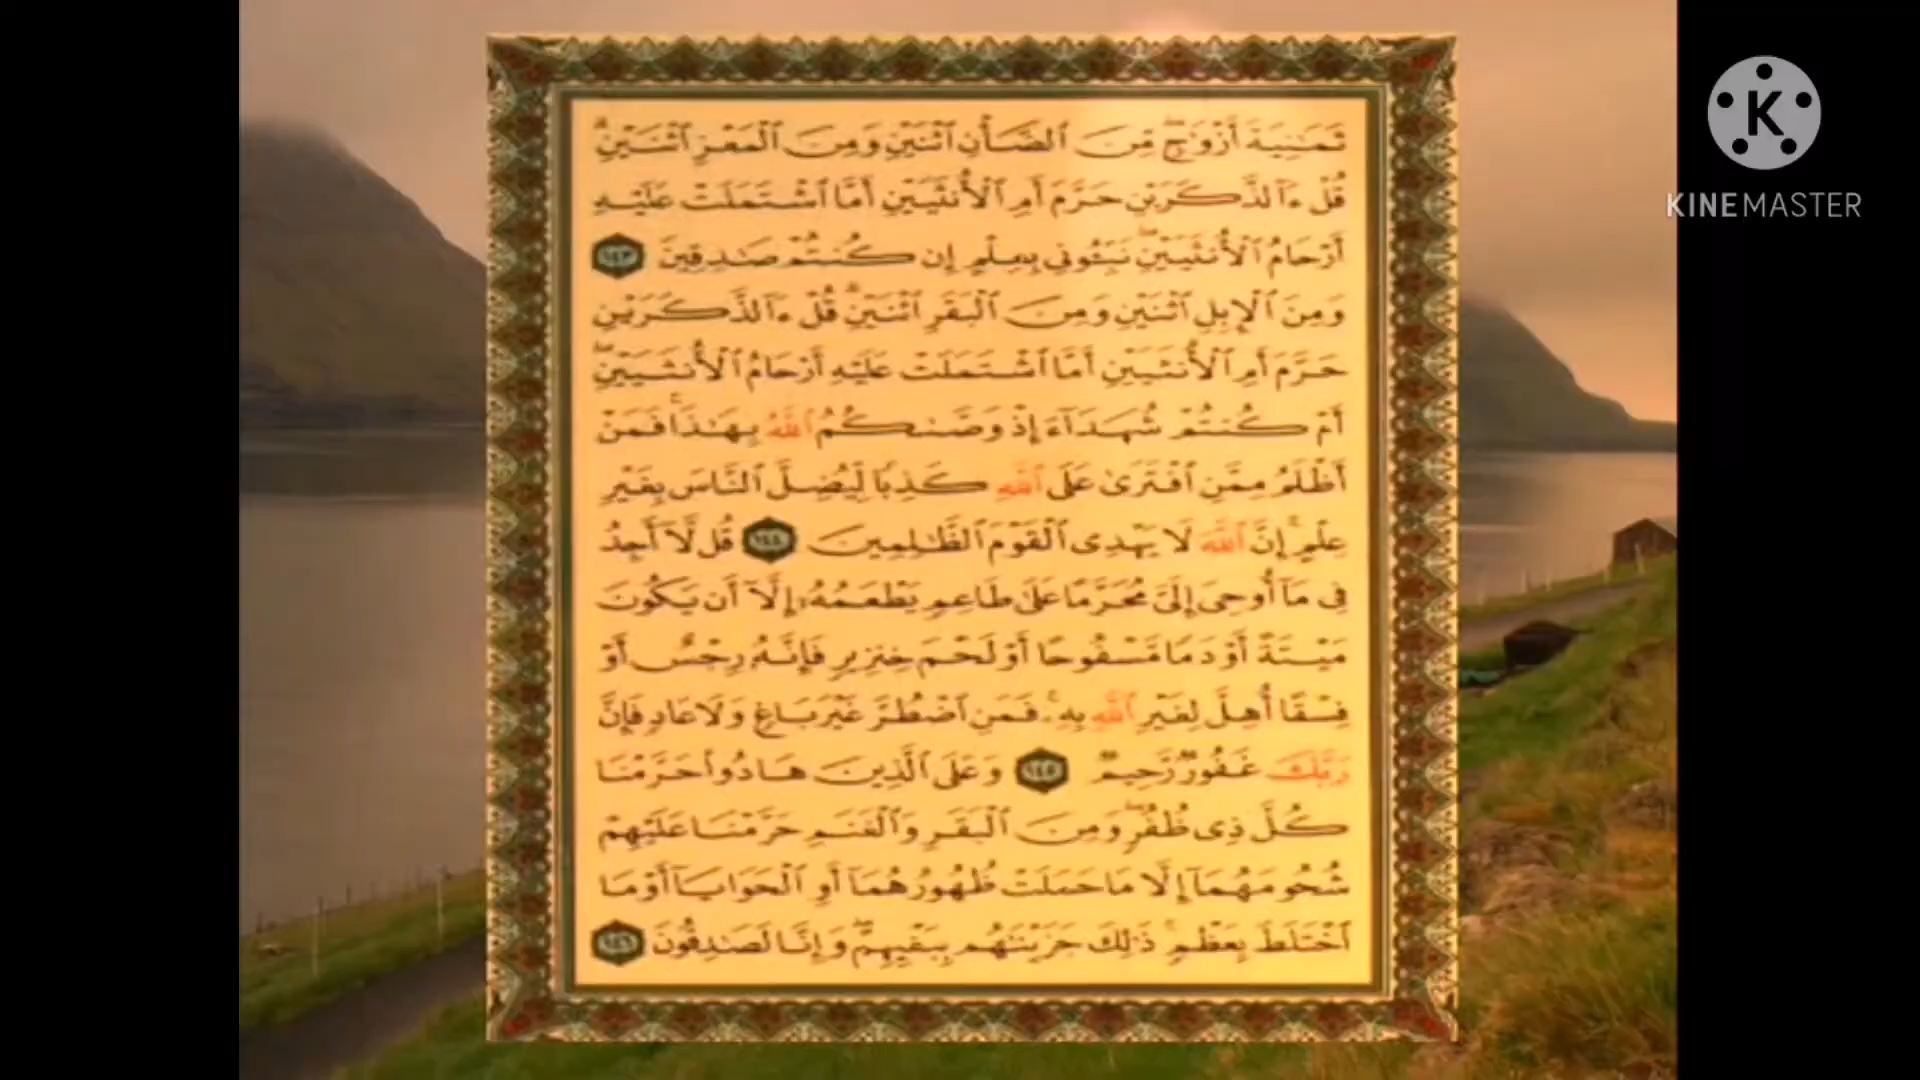 ثَمَٰنِيَةَ أَزْوَٰجٍ ۖ مِّنَ ٱلضَّأْنِ ٱثْنَيْنِ وَمِنَ ٱلْمَعْزِ ٱثْنَيْنِ ۗ
قُلْ ءَآلذَّكَرَيْنِ حَرَّمَ أَمِ ٱلْأُنثَيَيْنِ أَمَّا ٱشْتَمَلَتْ عَلَيْهِ
أَرْحَامُ ٱلْأُنثَيَيْنِ ۖ نَبِّـُٔونِى بِعِلْمٍ إِن كُنتُمْ صَٰدِقِينَ ١٤٣
وَمِنَ ٱلْإِبِلِ ٱثْنَيْنِ وَمِنَ ٱلْبَقَرِ ٱثْنَيْنِ ۗ قُلْ ءَآلذَّكَرَيْنِ
حَرَّمَ أَمِ ٱلْأُنثَيَيْنِ أَمَّا ٱشْتَمَلَتْ عَلَيْهِ أَرْحَامُ ٱلْأُنثَيَيْنِ ۖ
أَمْ كُنتُمْ شُهَدَآءَ إِذْ وَصَّىٰكُمُ ٱللَّهُ بِهَٰذَا ۚ فَمَنْ
أَظْلَمُ مِمَّنِ ٱفْتَرَىٰ عَلَى ٱللَّهِ كَذِبًا لِّيُضِلَّ ٱلنَّاسَ بِغَيْرِ
عِلْمٍ ۗ إِنَّ ٱللَّهَ لَا يَهْدِى ٱلْقَوْمَ ٱلظَّٰلِمِينَ ١٤٤ قُل لَّآ أَجِدُ
فِى مَآ أُوحِىَ إِلَىَّ مُحَرَّمًا عَلَىٰ طَاعِمٍ يَطْعَمُهُۥٓ إِلَّآ أَن يَكُونَ
مَيْتَةً أَوْ دَمًا مَّسْفُوحًا أَوْ لَحْمَ خِنزِيرٍ فَإِنَّهُۥ رِجْسٌ أَوْ
فِسْقًا أُهِلَّ لِغَيْرِ ٱللَّهِ بِهِۦ ۚ فَمَنِ ٱضْطُرَّ غَيْرَ بَاغٍ وَلَا عَادٍ فَإِنَّ
رَبَّكَ غَفُورٌ رَّحِيمٌ ١٤٥ وَعَلَى ٱلَّذِينَ هَادُوا۟ حَرَّمْنَا
كُلَّ ذِى ظُفُرٍ ۖ وَمِنَ ٱلْبَقَرِ وَٱلْغَنَمِ حَرَّمْنَا عَلَيْهِمْ
شُحُومَهُمَآ إِلَّا مَا حَمَلَتْ ظُهُورُهُمَآ أَوِ ٱلْحَوَايَآ أَوْ مَا
ٱخْتَلَطَ بِعَظْمٍ ۚ ذَٰلِكَ جَزَيْنَٰهُم بِبَغْيِهِمْ ۖ وَإِنَّا لَصَٰدِقُونَ ١٤٦
K
KINEMASTER